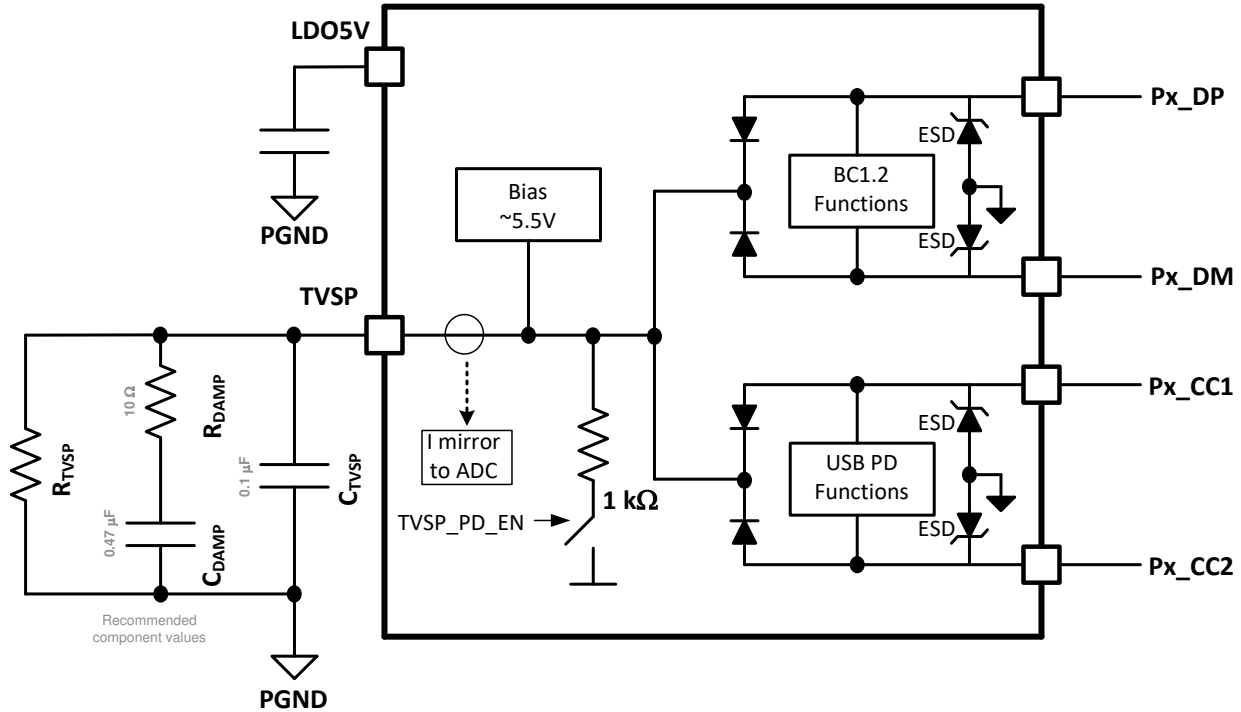 LDO5V
PGND
TVSP
Bias
~5.5V
I mirror
to ADC
1 kΩ
TVSP_PD_EN
BC1.2
Functions
ESD
ESD
Px_DP
Px_DM
USB PD
Functions
ESD
ESD
Px_CC1
Px_CC2
RTVSP
10 Ω
RDAMP
0.47 µF
CDAMP
0.1 µF
CTVSP
Recommended
component values
PGND